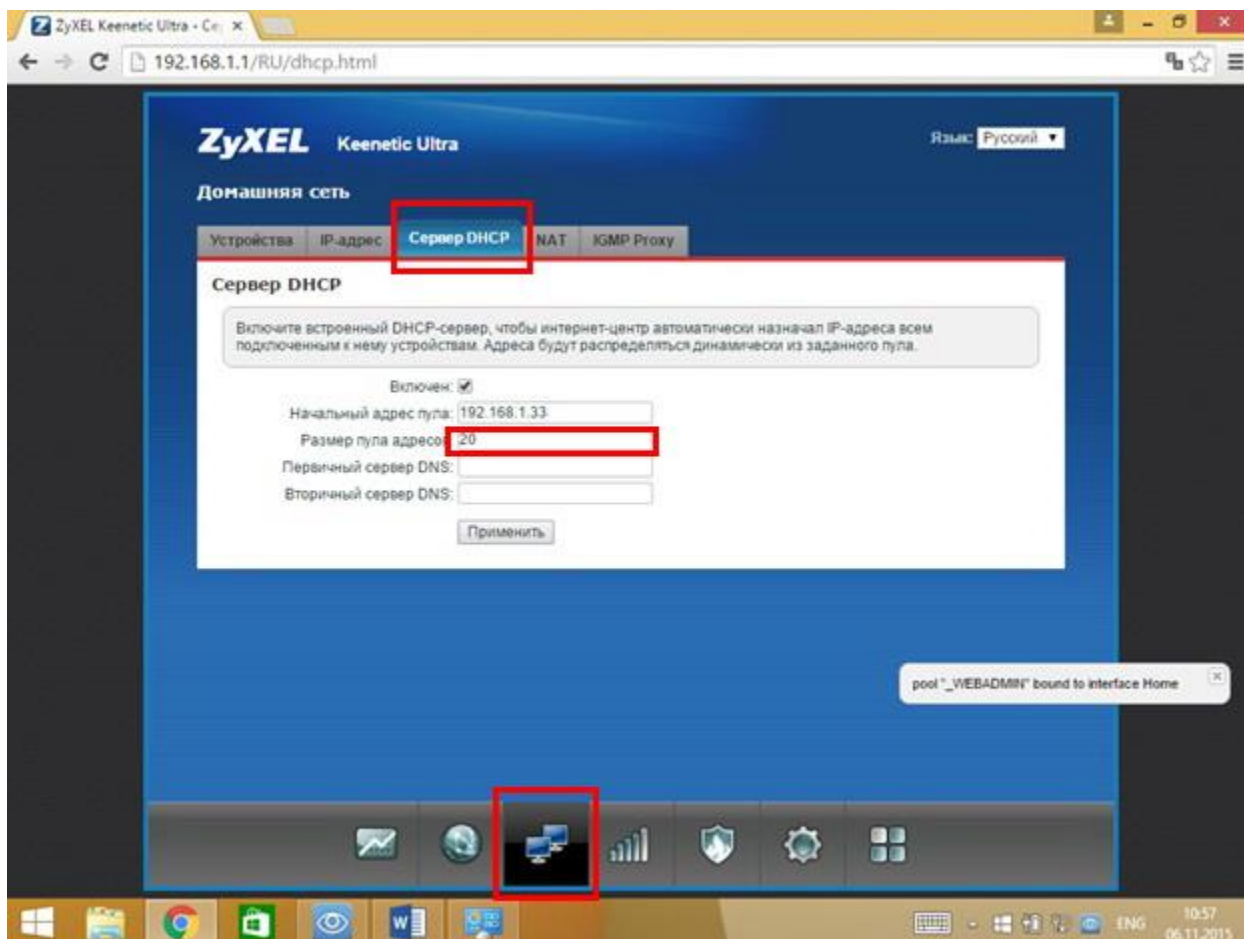 ZyXEL Keenetic Ultra - Се
192.168.1.1/RU/dhcp.html
ZyXEL Keenetic Ultra
Язык: Русский
Домашняя сеть
Устройства IP-адрес Сервер DHCP NAT IGMP Proxy
Сервер DHCP
Включите встроенный DHCP-сервер, чтобы интернет-центр автоматически назначал IP-адреса всем
подключенным к нему устройствам. Адреса будут распределяться динамически из заданного пула.
Включен:
Начальный адрес пула: 192.168.1.33
Размер пула адресов 20
Первичный сервер DNS:
Вторичный сервер DNS:
Применить
pool "_WEBADMIN" bound to interface Home
ENG 10:57
06.11.2015